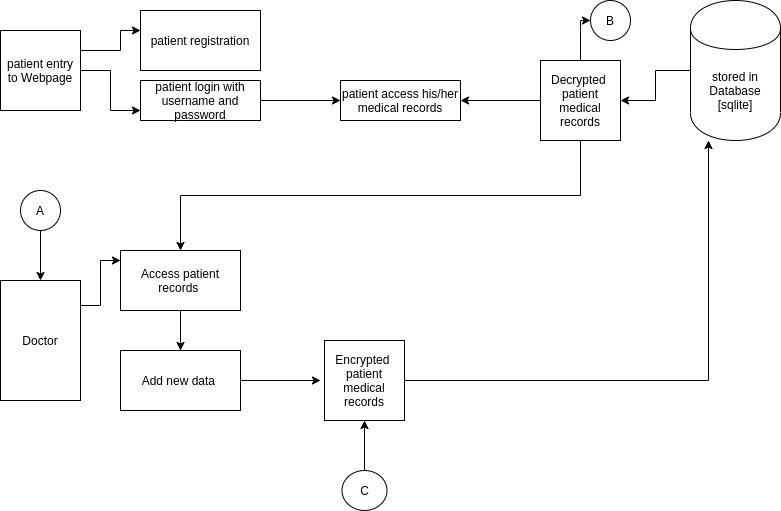 patient entry
to Webpage
patient registration
patient login with
username and
password
patient access his/her
medical records
Decrypted
patient
medical
records
B
stored in
Database
[sqlite]
A
Doctor
Access patient
records
Add new data
Encrypted
patient
medical
records
C